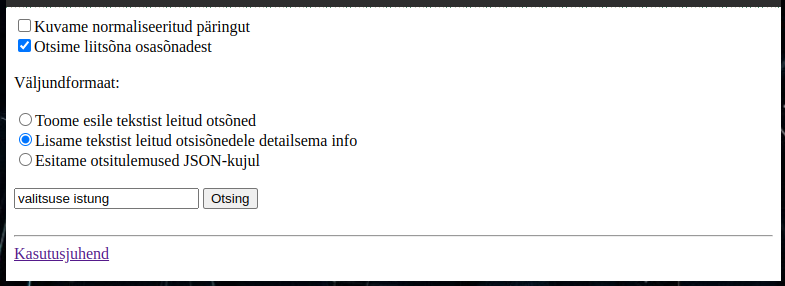 Kuvame normaliseeritud päringut
Otsime liitsõna osasõnadest
Väljundformaat:
Toome esile tekstist leitud otsõned
Lisame tekstist leitud otsisõnedele detailsema info
Esitame otsitulemused JSON-kujul
valitsuse istung Otsing
Kasutusjuhend